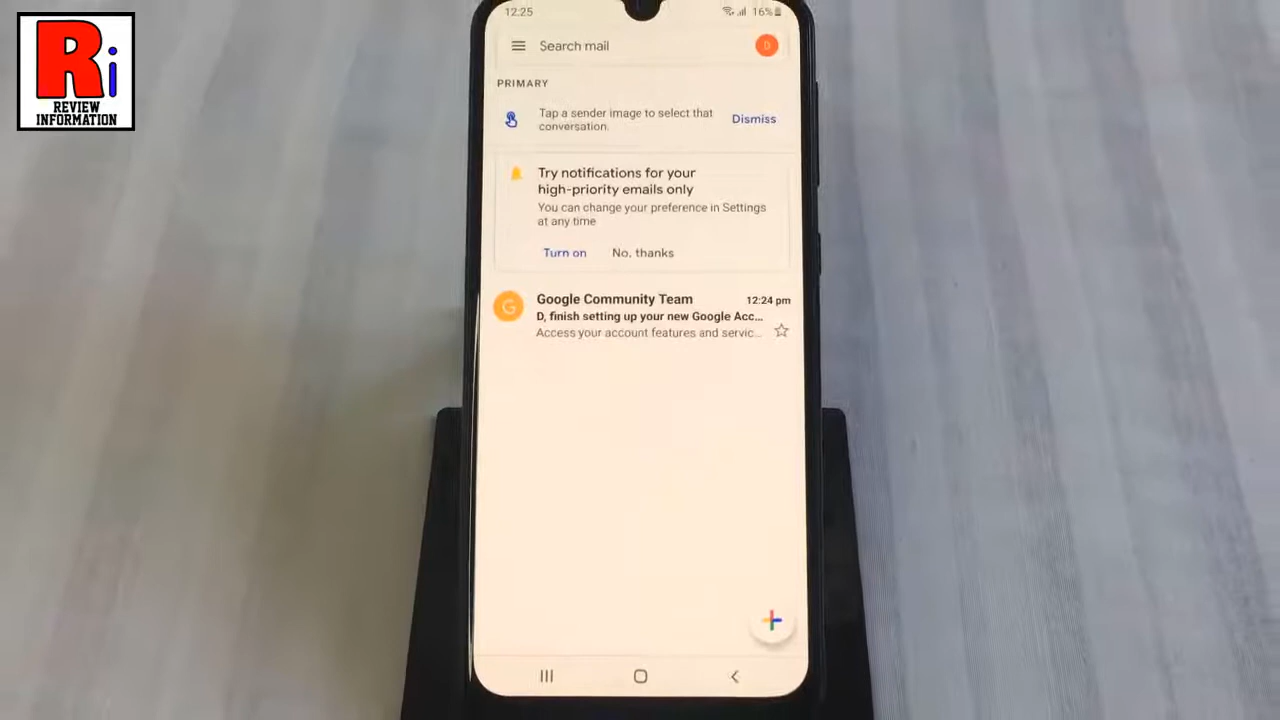 Ri
REVIEW
INFORMATION
12:25
16%
Search mail
D
PRIMARY
Tap a sender image to select that
conversation.
Dismiss
Try notifications for your
high-priority emails only
You can change your preference in Settings
at any time
Turn on
No, thanks
G
Google Community Team
12:24 pm
D, finish setting up your new Google Acc...
Access your account features and servic...